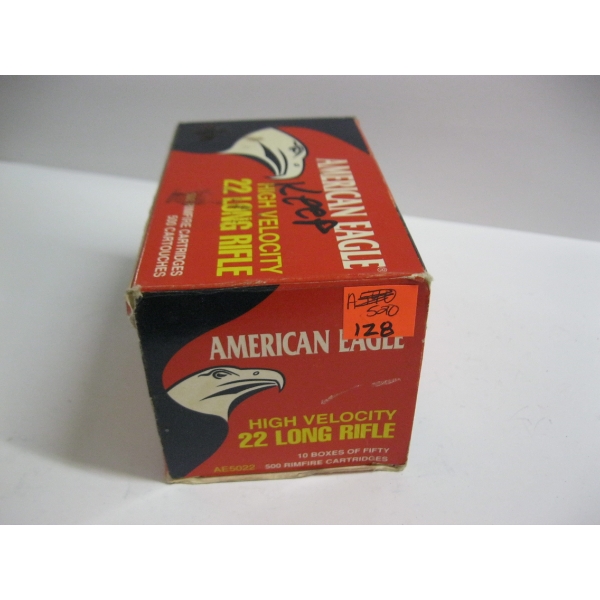 AMERICAN EAGLE®
Keep
HIGH VELOCITY
22 LONG RIFLE
RIMFIRE CARTRIDGES
500 CARTOUCHES
A
500
128
AMERICAN EAGLE
HIGH VELOCITY
22 LONG RIFLE
10 BOXES OF FIFTY
AE5022 500 RIMFIRE CARTRIDGES